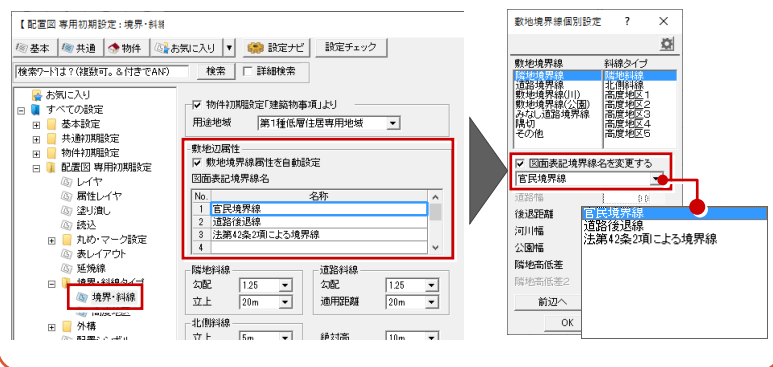 【 配置図 専用初期設定 : 境界・斜線
基本 共通 物件 お気に入り ▼ 設定ナビ 設定チェック
検索ワードは？(複数可。&付きでAND) 検索 詳細検索
お気に入り
すべての設定
基本設定
共通初期設定
物件初期設定
配置図 専用初期設定
レイヤ
属性レイヤ
塗り潰し
読込
丸め・マーク設定
表レイアウト
延焼線
境界・斜線タイプ
境界・斜線
高度地区
外構
物件初期設定「建築物事項」より
用途地域 第1種低層住居専用地域
敷地辺属性
敷地境界線属性を自動設定
図面表記境界線名
No. 名称
1 官民境界線
2 道路後退線
3 法第42条2項による境界線
4
隣地斜線
勾配 1.25
立上 20m
道路斜線
勾配 1.25
適用距離 20m
北側斜線
立上 5m
絶対高 10m
敷地境界線個別設定 ? ×
敷地境界線 斜線タイプ
隣地境界線 隣地斜線
道路境界線 北側斜線
敷地境界線(川) 高度地区1
敷地境界線(公園) 高度地区2
みなし道路境界線 高度地区3
隅切 高度地区4
その他 高度地区5
図面表記境界線名を変更する
官民境界線
道路幅
後退距離
河川幅
公園幅
隣地高低差
隣地高低差2
前辺へ
OK
官民境界線
道路後退線
法第42条2項による境界線